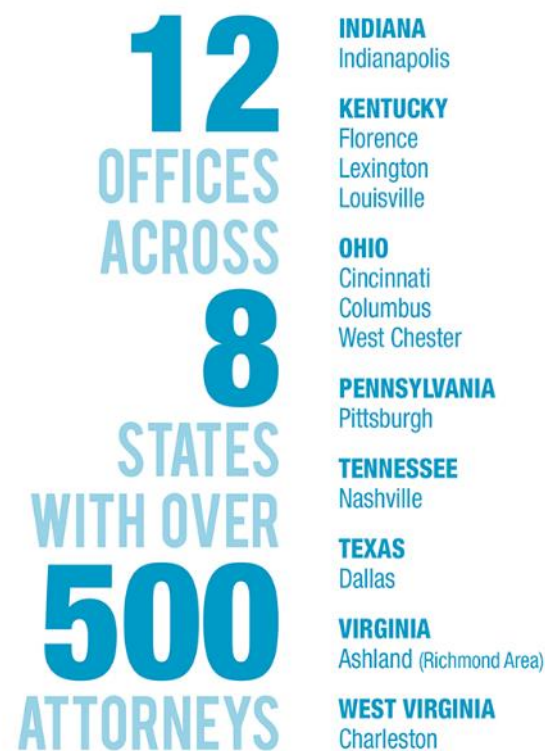 12
OFFICES
ACROSS
8
STATES
WITH OVER
500
ATTORNEYS
INDIANA
Indianapolis
KENTUCKY
Florence
Lexington
Louisville
OHIO
Cincinnati
Columbus
West Chester
PENNSYLVANIA
Pittsburgh
TENNESSEE
Nashville
TEXAS
Dallas
VIRGINIA
Ashland (Richmond Area)
WEST VIRGINIA
Charleston